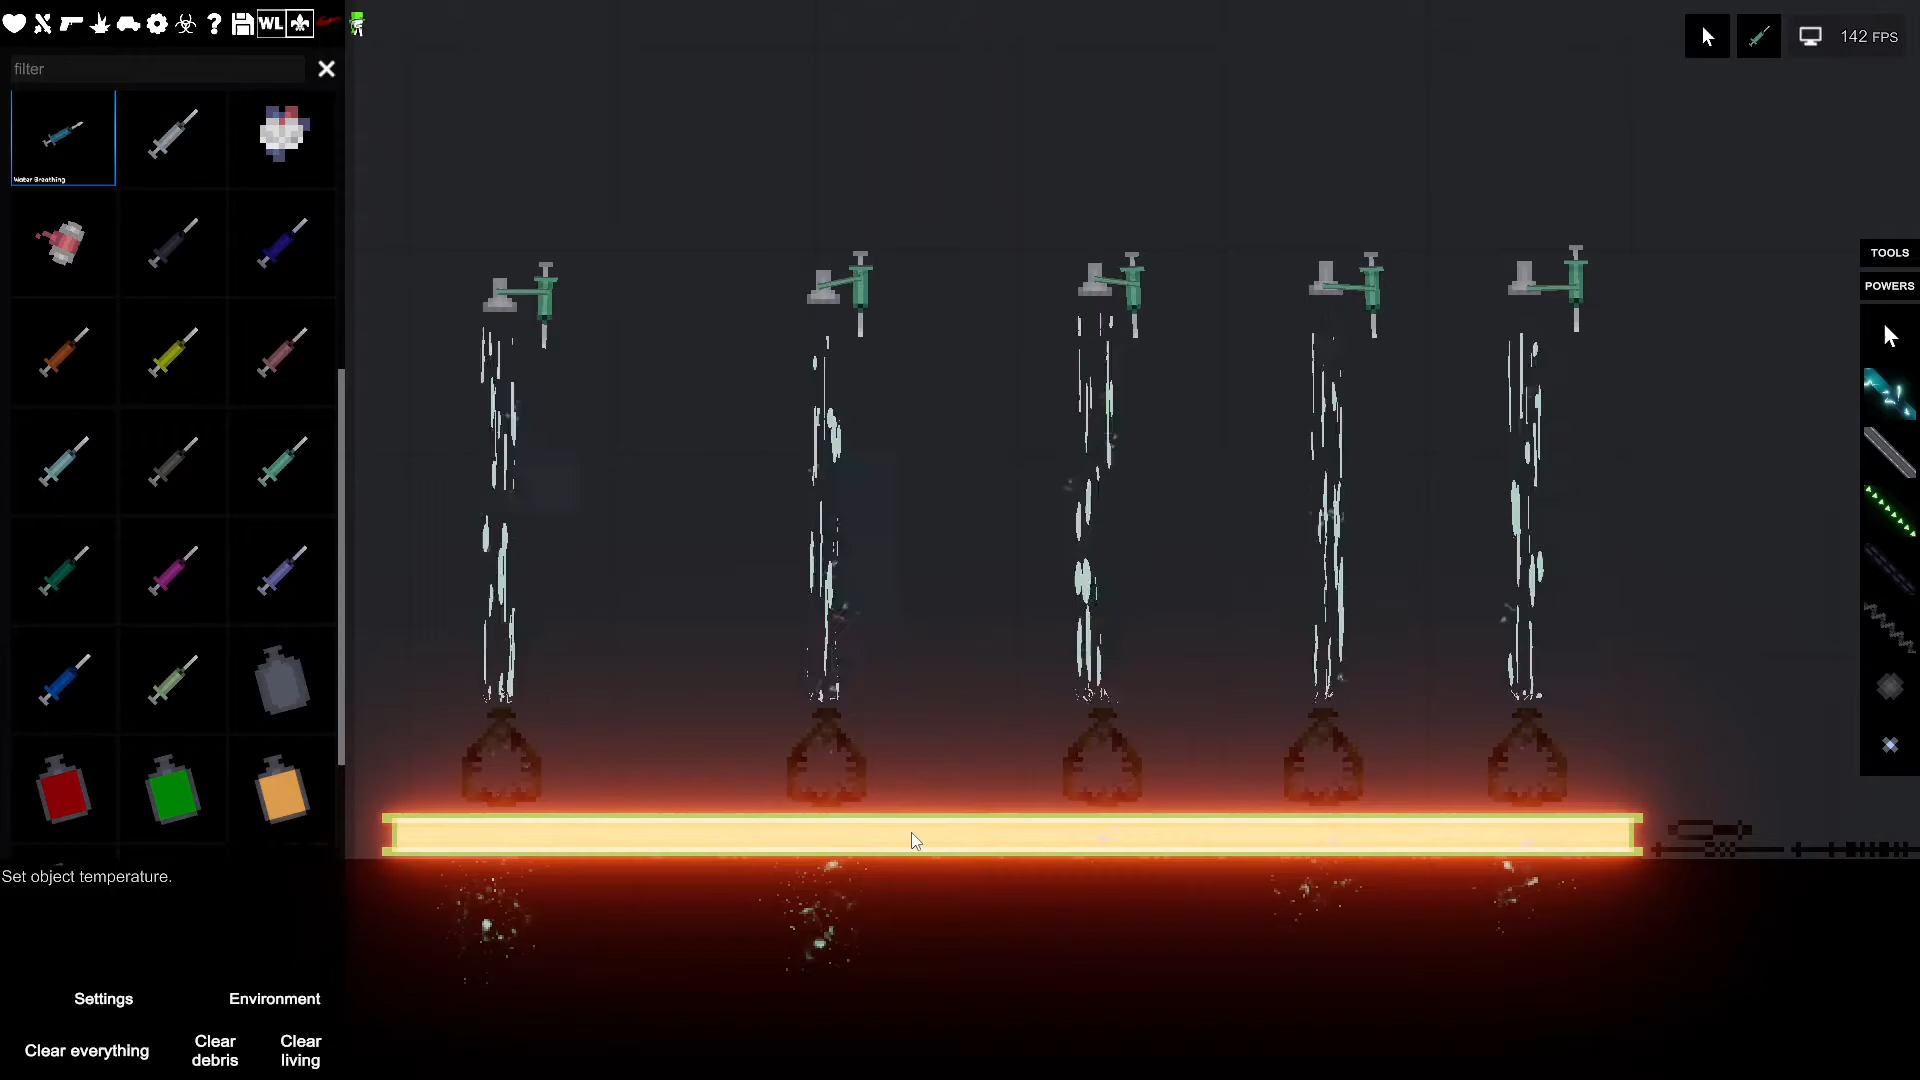 WL
142 FPS
filter
Water Breathing
TOOLS
POWERS
Set object temperature.
Settings
Environment
Clear everything
Clear
debris
Clear
living